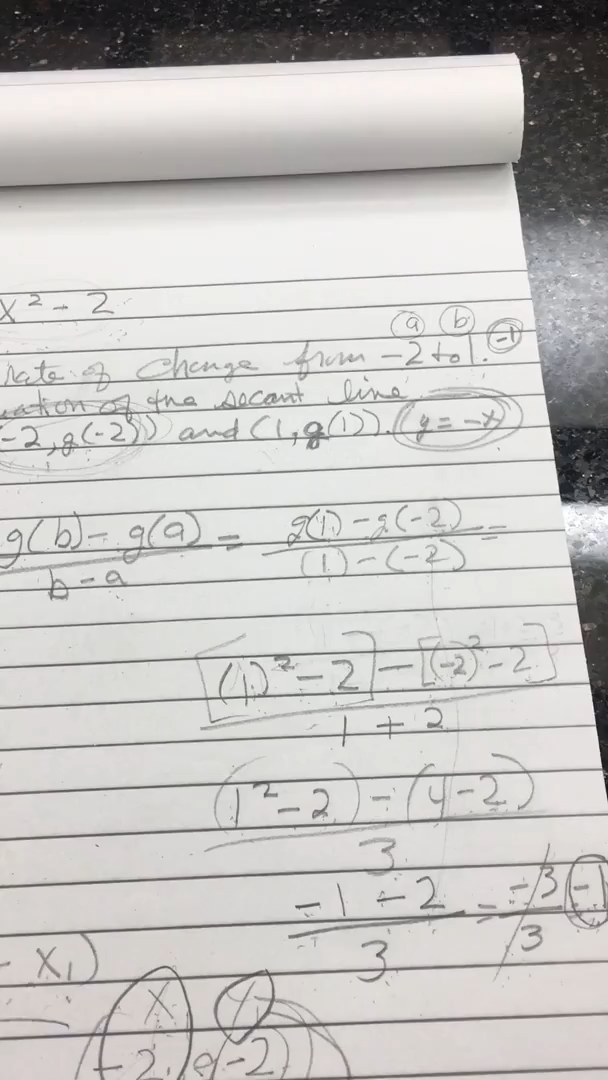 x² - 2
rate of change from -2 to 1. -1
a b
of the secant line
-2, g(-2)) and (1, g(1)). (y = -x)
g(b) - g(a) / b - a = g(1) - g(-2) / (1) - (-2) =
[(1)² - 2] - [(-2)² - 2] / 1 + 2
(1² - 2) - (4 - 2) / 3
-1 - 2 / 3 = -3 / 3 -1
- x₁)
x y₁
-2, g(-2)